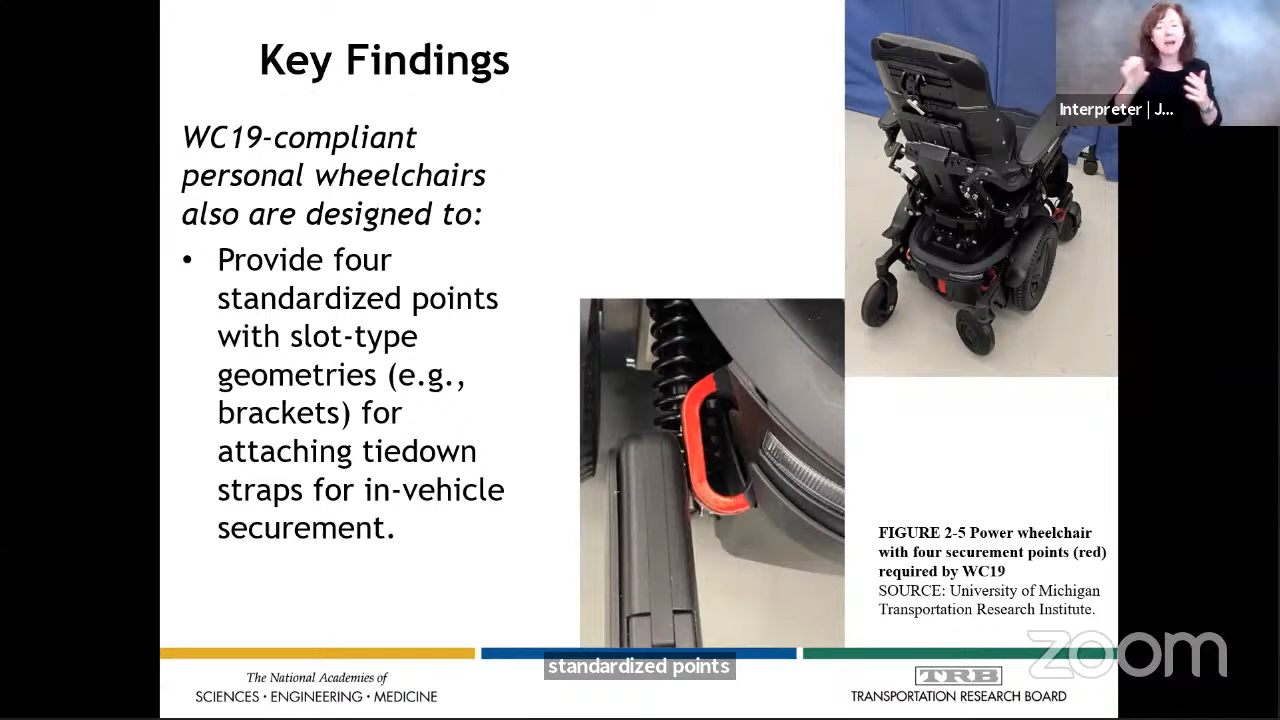 Key Findings
WC19-compliant
personal wheelchairs
also are designed to:
• Provide four
standardized points
with slot-type
geometries (e.g.,
brackets) for
attaching tiedown
straps for in-vehicle
securement.
Interpreter | J...
FIGURE 2-5 Power wheelchair
with four securement points (red)
required by WC19
SOURCE: University of Michigan
Transportation Research Institute.
zoom
standardized points
The National Academies of
SCIENCES · ENGINEERING · MEDICINE
TRB
TRANSPORTATION RESEARCH BOARD